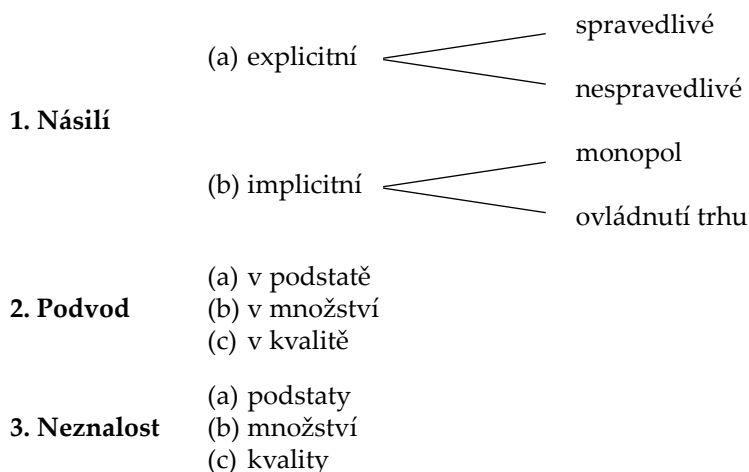 1. Násilí
(a) explicitní
spravedlivé
nespravedlivé
(b) implicitní
monopol
ovládnutí trhu
2. Podvod
(a) v podstatě
(b) v množství
(c) v kvalitě
3. Neznalost
(a) podstaty
(b) množství
(c) kvality